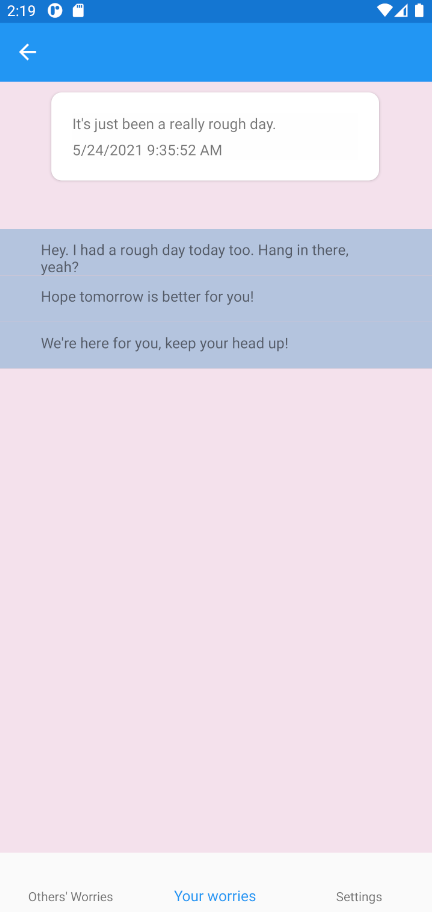 2:19
It's just been a really rough day.
5/24/2021 9:35:52 AM
Hey. I had a rough day today too. Hang in there,
yeah?
Hope tomorrow is better for you!
We're here for you, keep your head up!
Others' Worries
Your worries
Settings